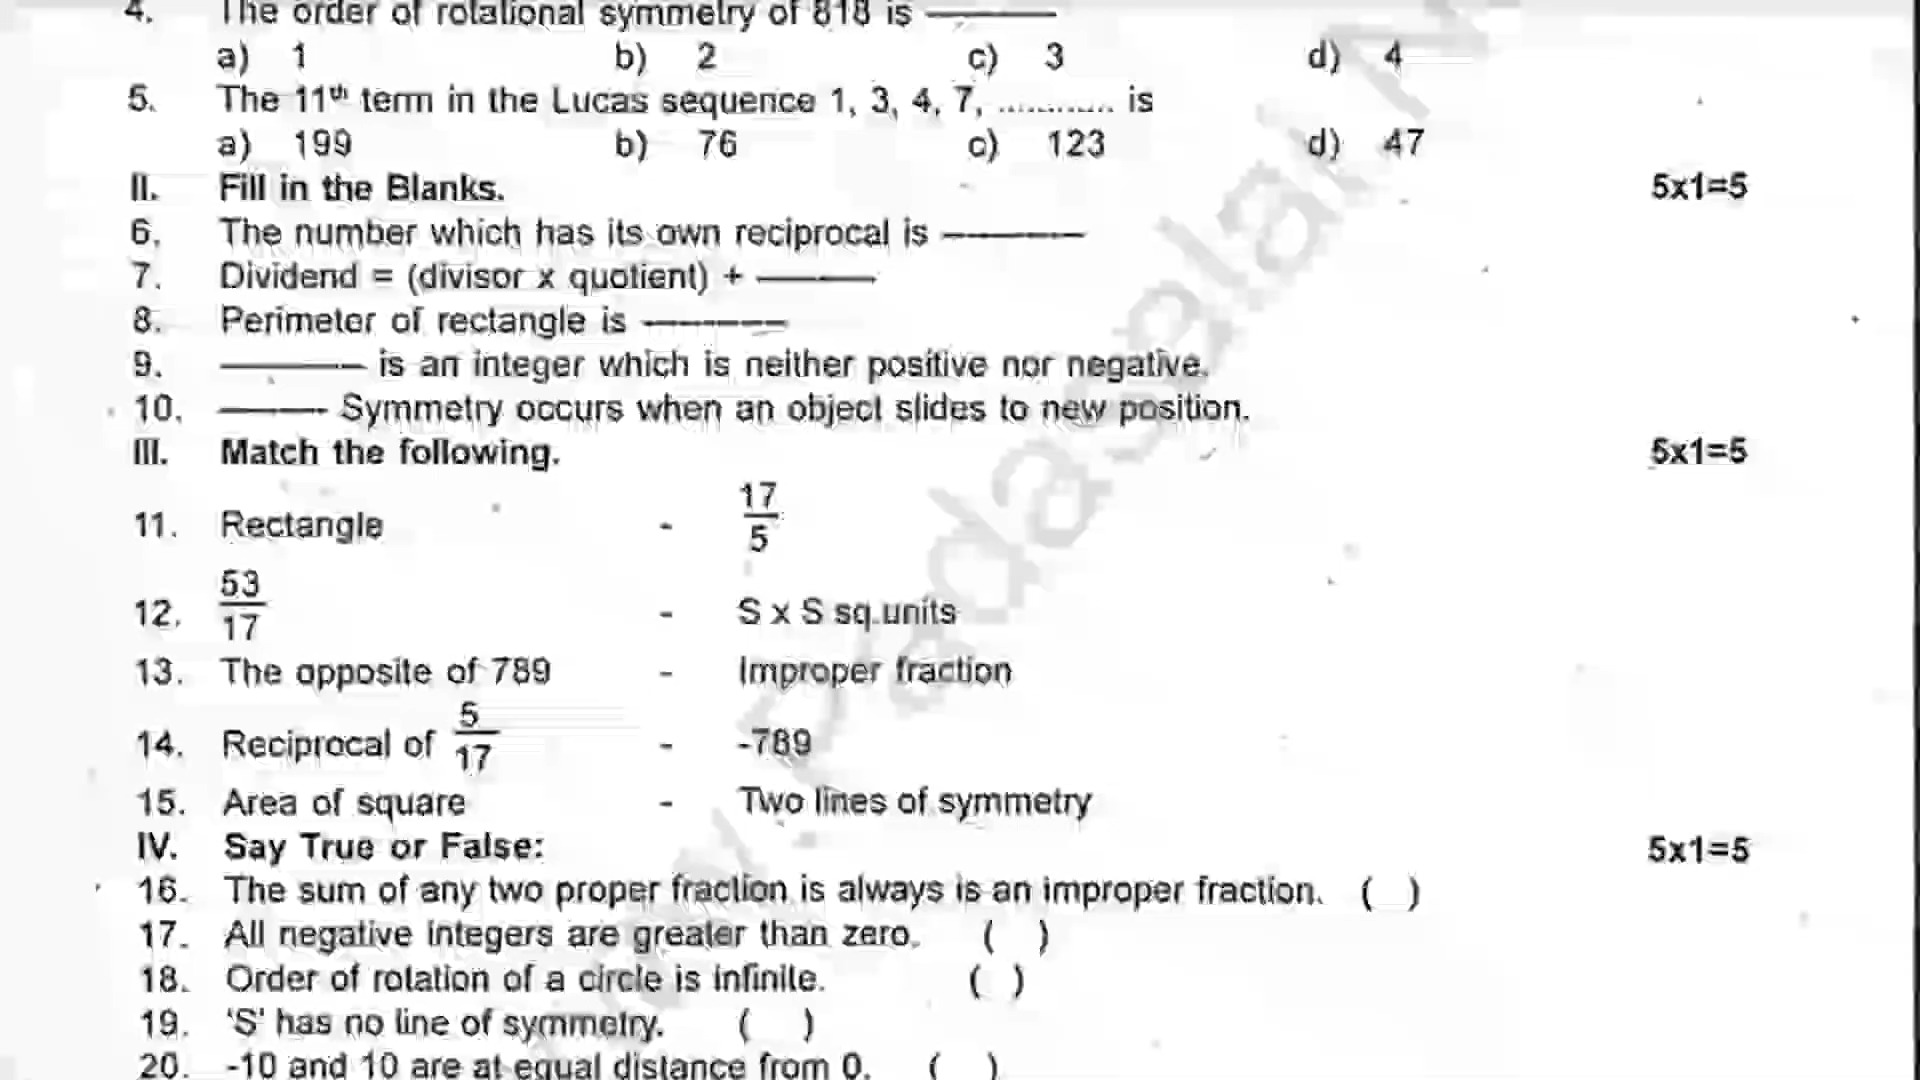 4. The order of rotational symmetry of 818 is ———
a) 1 b) 2 c) 3 d) 4
5. The 11th term in the Lucas sequence 1, 3, 4, 7, ............ is
a) 199 b) 76 c) 123 d) 47
II. Fill in the Blanks. 5x1=5
6. The number which has its own reciprocal is ———
7. Dividend = (divisor x quotient) + ———
8. Perimeter of rectangle is ———
9. ——— is an integer which is neither positive nor negative.
10. ——— Symmetry occurs when an object slides to new position.
III. Match the following. 5x1=5
11. Rectangle - 17/5
12. 53/17 - S x S sq.units
13. The opposite of 789 - Improper fraction
14. Reciprocal of 5/17 - -789
15. Area of square - Two lines of symmetry
IV. Say True or False: 5x1=5
16. The sum of any two proper fraction is always is an improper fraction. ( )
17. All negative integers are greater than zero. ( )
18. Order of rotation of a circle is infinite. ( )
19. 'S' has no line of symmetry. ( )
20. -10 and 10 are at equal distance from 0. ( )